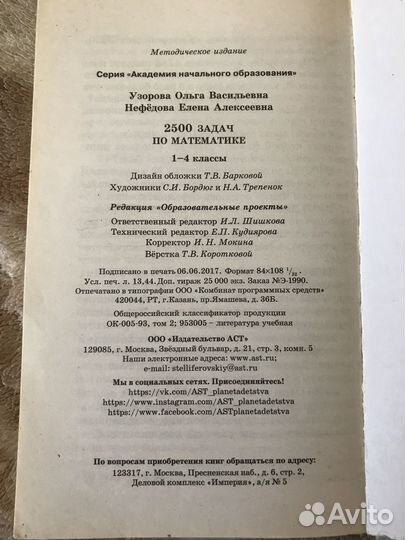 Методическое издание
Серия «Академия начального образования»
Узорова Ольга Васильевна
Нефёдова Елена Алексеевна
2500 ЗАДАЧ
ПО МАТЕМАТИКЕ
1–4 классы
Дизайн обложки Т.В. Барковой
Художники С.И. Бордюг и Н.А. Трепенок
Редакция «Образовательные проекты»
Ответственный редактор И.Л. Шишкова
Технический редактор Е.П. Кудиярова
Корректор И. Н. Мокина
Вёрстка Т.В. Коротковой
Подписано в печать 06.06.2017. Формат 84×108 1/32.
Усл. печ. л. 13,44. Доп. тираж 25 000 экз. Заказ №Э-1990.
Отпечатано в типографии ООО «Комбинат программных средств»
420044, РТ, г.Казань, пр.Ямашева, д. 36Б.
Общероссийский классификатор продукции
ОК-005-93, том 2; 953005 – литература учебная
ООО «Издательство АСТ»
129085, г. Москва, Звёздный бульвар, д. 21, стр. 3, комн. 5
Наши электронные адреса: www.ast.ru;
e-mail: stelliferovskiy@ast.ru
Мы в социальных сетях. Присоединяйтесь!
https://vk.com/AST_planetadetstva
https://www.instagram.com/AST_planetadetstva
https://www.facebook.com/ASTplanetadetstva
По вопросам приобретения книг обращаться по адресу:
123317, г. Москва, Пресненская наб., д. 6, стр. 2,
Деловой комплекс «Империя», а/я № 5
Avito